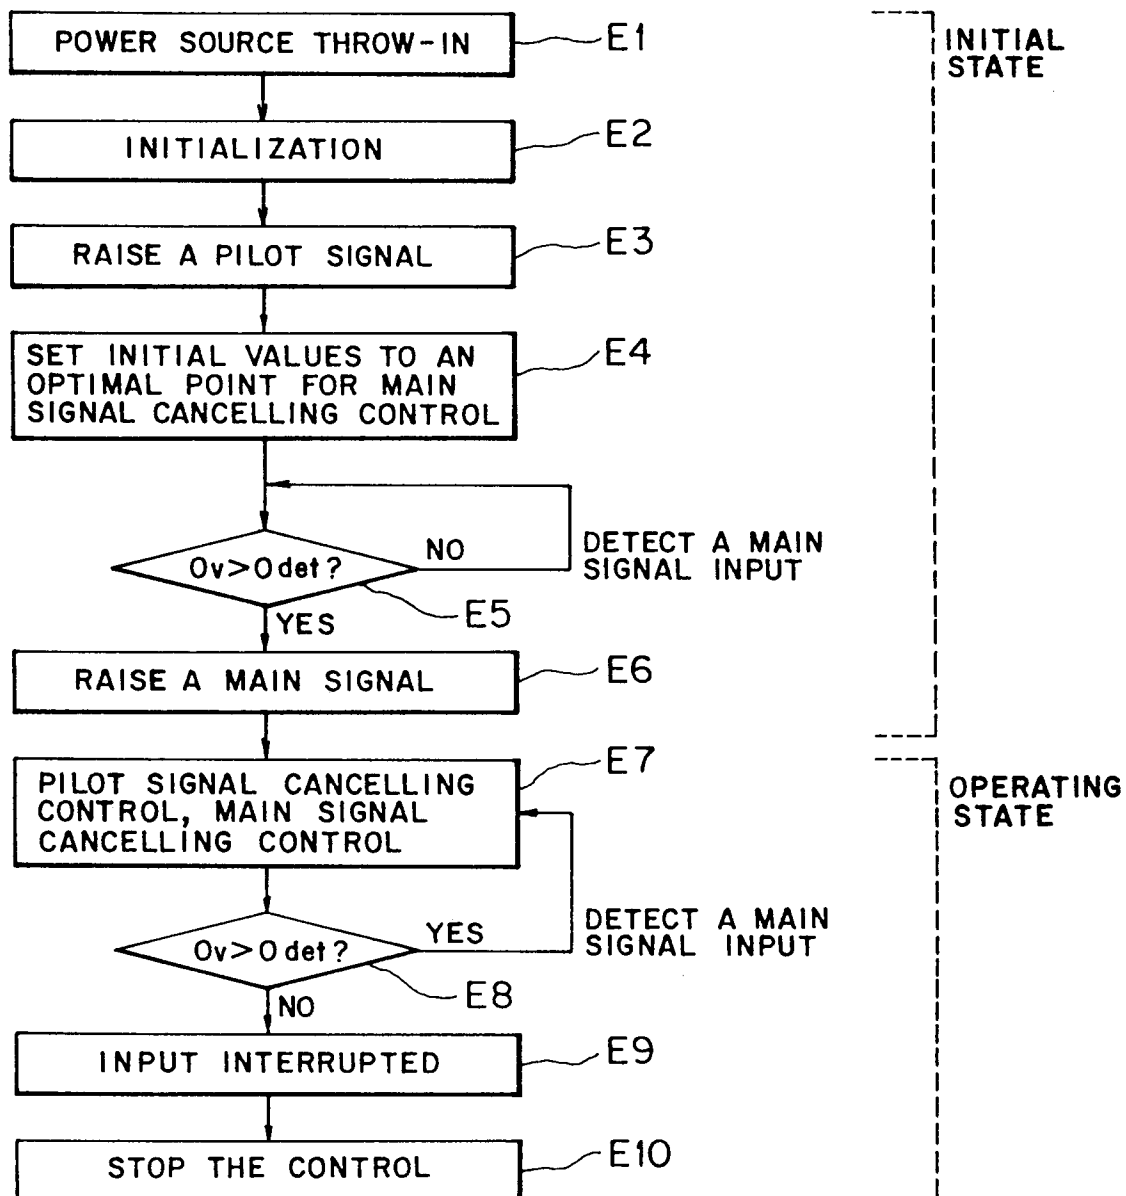 POWER SOURCE THROW-IN
E1
INITIAL
STATE
INITIALIZATION
E2
RAISE A PILOT SIGNAL
E3
SET INITIAL VALUES TO AN
OPTIMAL POINT FOR MAIN
SIGNAL CANCELLING CONTROL
E4
Ov>Odet?
NO
DETECT A MAIN
SIGNAL INPUT
E5
YES
RAISE A MAIN SIGNAL
E6
PILOT SIGNAL CANCELLING
CONTROL, MAIN SIGNAL
CANCELLING CONTROL
E7
OPERATING
STATE
Ov>Odet?
YES
DETECT A MAIN
SIGNAL INPUT
E8
NO
INPUT INTERRUPTED
E9
STOP THE CONTROL
E10